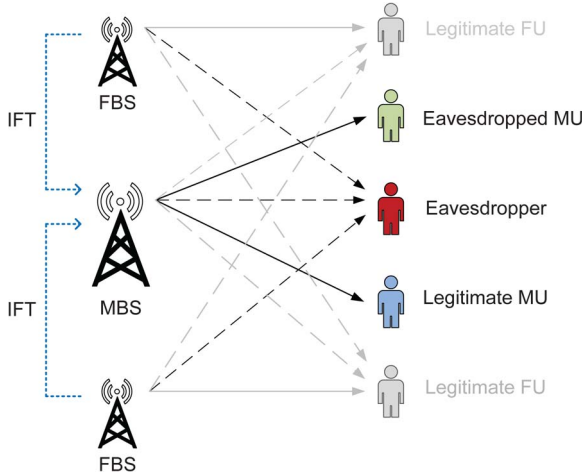 Legitimate FU
FBS
IFT
Eavesdropped MU
Eavesdropper
MBS
Legitimate MU
IFT
Legitimate FU
FBS